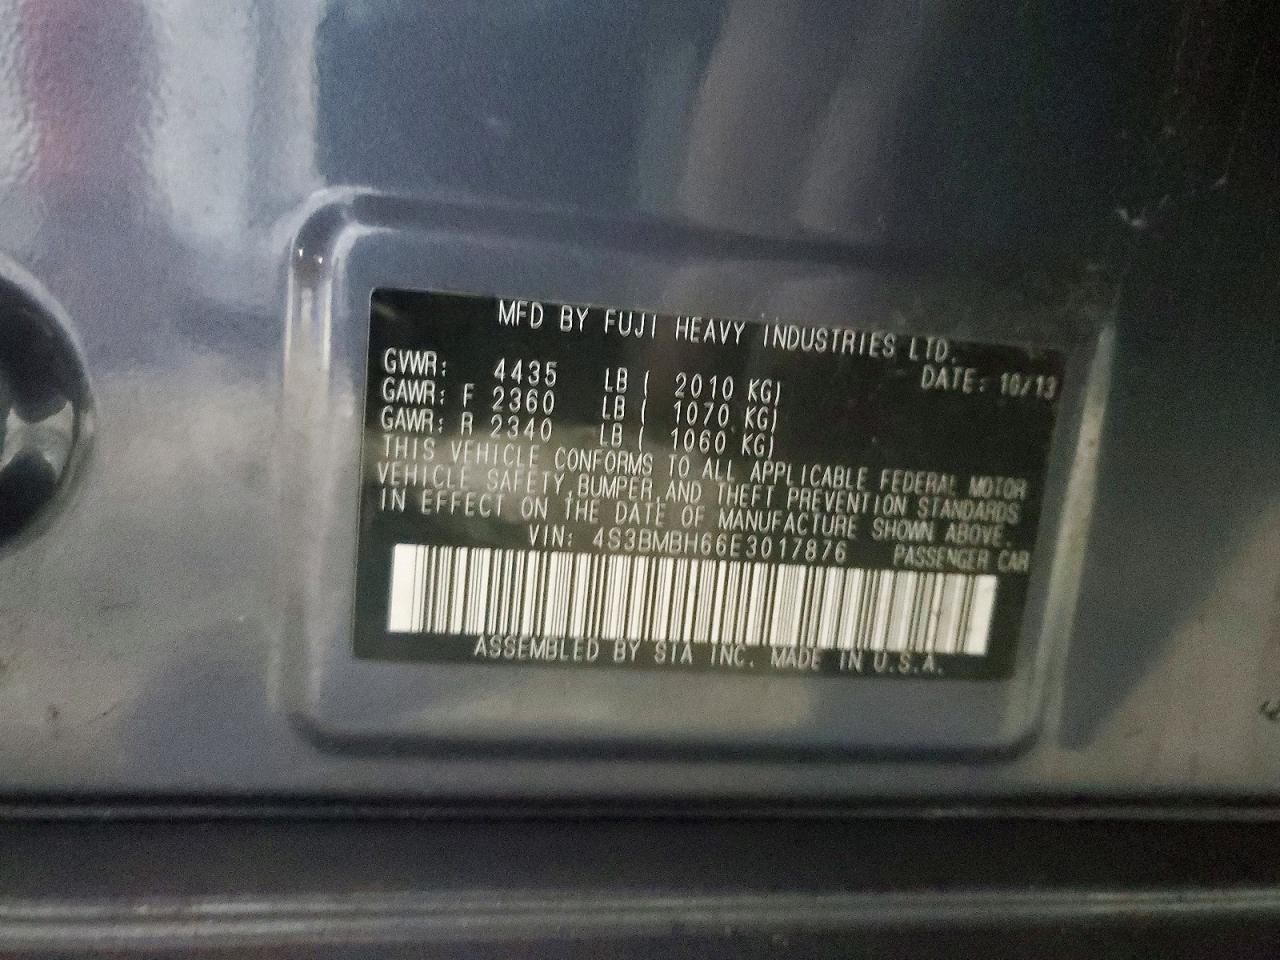 MFD BY FUJI HEAVY INDUSTRIES LTD.
DATE: 10/13
GVWR: 4435 LB ( 2010 KG)
GAWR: F 2360 LB ( 1070 KG)
GAWR: R 2340 LB ( 1060 KG)
THIS VEHICLE CONFORMS TO ALL APPLICABLE FEDERAL MOTOR
VEHICLE SAFETY,BUMPER,AND THEFT PREVENTION STANDARDS
IN EFFECT ON THE DATE OF MANUFACTURE SHOWN ABOVE.
VIN: 4S3BMBH66E3017876 PASSENGER CAR
ASSEMBLED BY SIA INC. MADE IN U.S.A.